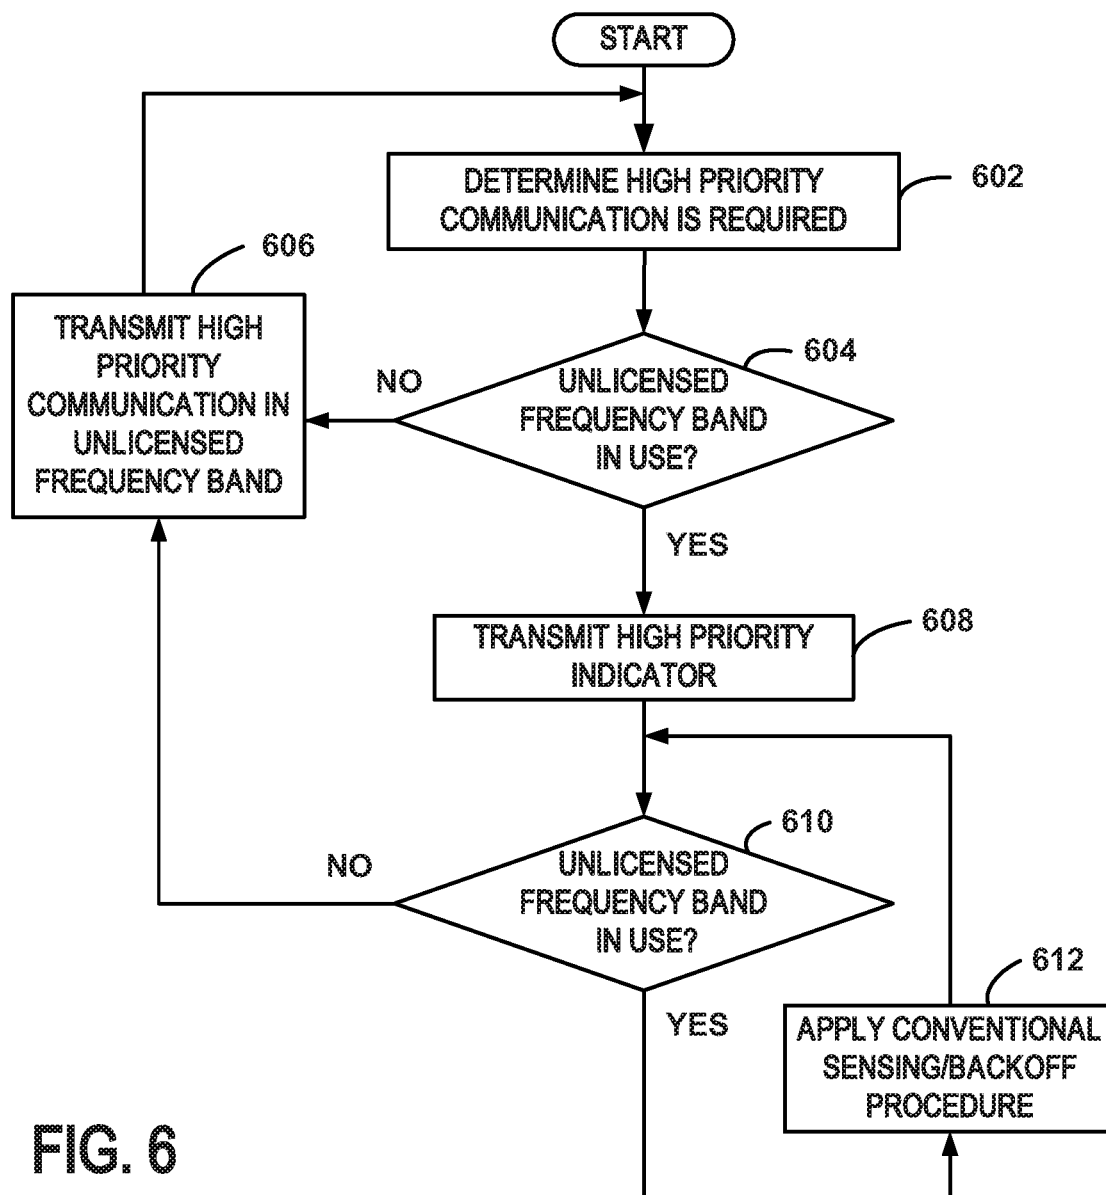 START
DETERMINE HIGH PRIORITY
COMMUNICATION IS REQUIRED
602
606
TRANSMIT HIGH
PRIORITY
COMMUNICATION IN
UNLICENSED
FREQUENCY BAND
NO
UNLICENSED
FREQUENCY BAND
IN USE?
604
YES
TRANSMIT HIGH PRIORITY
INDICATOR
608
NO
UNLICENSED
FREQUENCY BAND
IN USE?
610
YES
612
APPLY CONVENTIONAL
SENSING/BACKOFF
PROCEDURE
FIG. 6